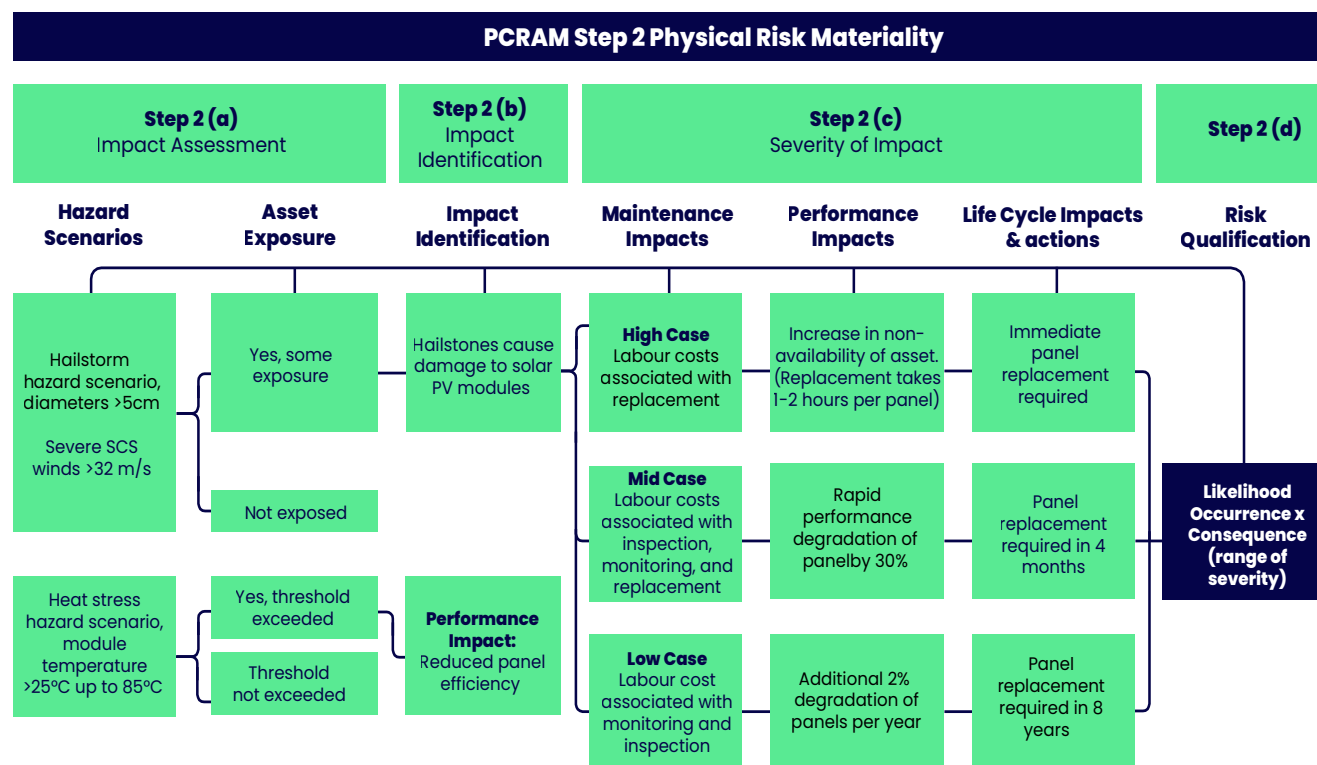 PCRAM Step 2 Physical Risk Materiality
Step 2 (a)
Impact Assessment
Step 2 (b)
Impact
Identification
Step 2 (c)
Severity of Impact
Step 2 (d)
Hazard
Scenarios
Asset
Exposure
Impact
Identification
Maintenance
Impacts
Performance
Impacts
Life Cycle Impacts
& actions
Risk
Qualification
Hailstorm
hazard scenario,
diameters >5cm
Severe SCS
winds >32 m/s
Yes, some
exposure
Not exposed
Hailstones cause
damage to solar
PV modules
High Case
Labour costs
associated with
replacement
Increase in non-
availability of asset.
(Replacement takes
1-2 hours per panel)
Immediate
panel
replacement
required
Mid Case
Labour costs
associated with
inspection,
monitoring, and
replacement
Rapid
performance
degradation of
panelby 30%
Panel
replacement
required in 4
months
Likelihood
Occurrence x
Consequence
(range of
severity)
Heat stress
hazard scenario,
module
temperature
>25°C up to 85°C
Yes, threshold
exceeded
Threshold
not exceeded
Performance
Impact:
Reduced panel
efficiency
Low Case
Labour cost
associated with
monitoring and
inspection
Additional 2%
degradation of
panels per year
Panel
replacement
required in 8
years